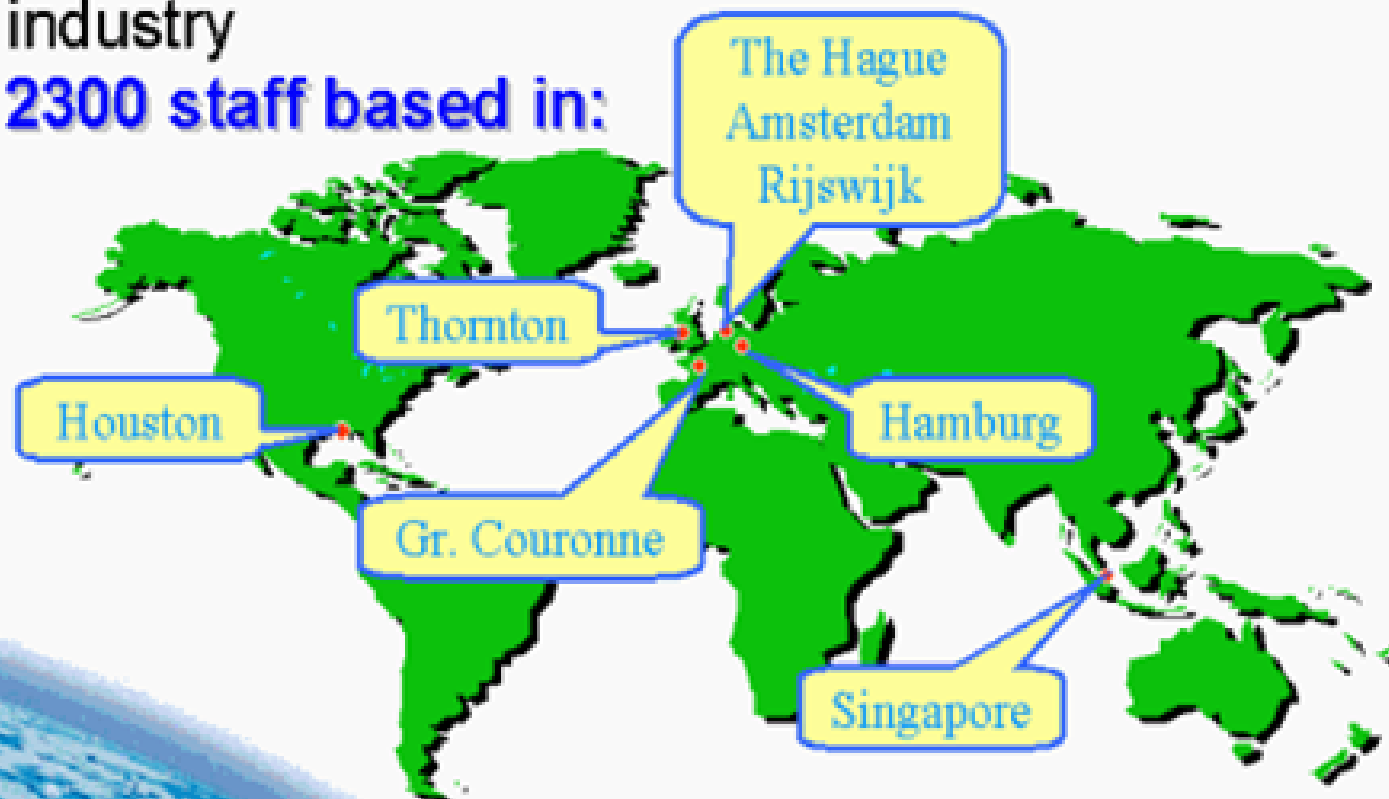 industry
2300 staff based in:
The Hague
Amsterdam
Rijswijk
Thornton
Houston
Hamburg
Gr. Couronne
Singapore